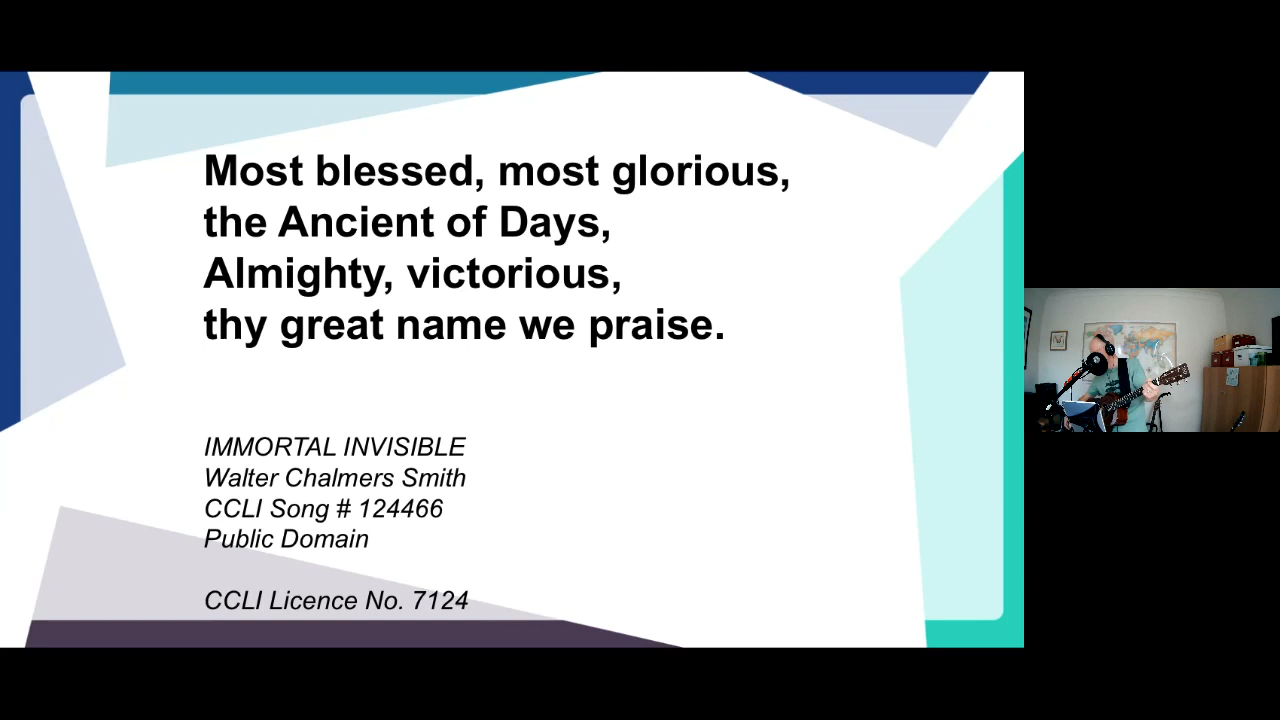 Most blessed, most glorious,
the Ancient of Days,
Almighty, victorious,
thy great name we praise.
IMMORTAL INVISIBLE
Walter Chalmers Smith
CCLI Song # 124466
Public Domain
CCLI Licence No. 7124